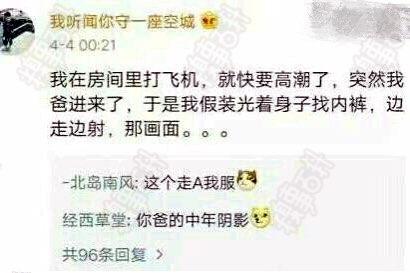 我听闻你守一座空城
4-4 00:21
我在房间里打飞机，就快要高潮了，突然我
爸进来了，于是我假装光着身子找内裤，边
走边射，那画面。。。
-北岛南风：这个走A我服
经西草堂：你爸的中年阴影
共96条回复 >